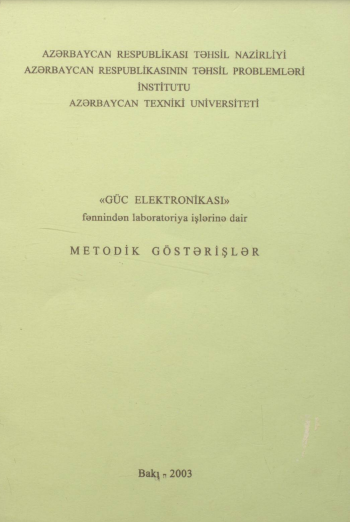 AZƏRBAYCAN RESPUBLİKASI TƏHSİL NAZİRLİYİ
AZƏRBAYCAN RESPUBLİKASININ TƏHSİL PROBLEMLƏRİ
İNSTİTUTU
AZƏRBAYCAN TEXNİKİ UNİVERSİTETİ
«GÜC ELEKTRONİKASI»
fənnindən laboratoriya işlərinə dair
METODİK GÖSTƏRİŞLƏR
Bakı - 2003